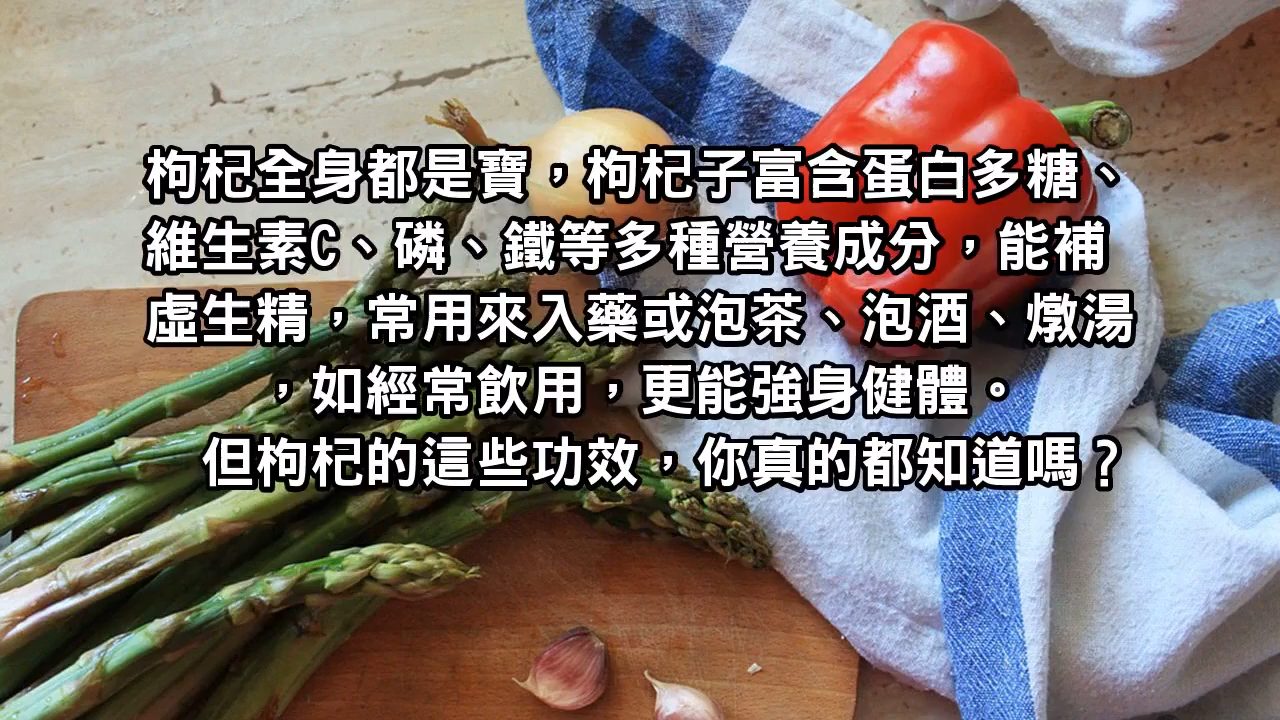 枸杞全身都是寶，枸杞子富含蛋白多糖、
維生素C、磷、鐵等多種營養成分，能補
虛生精，常用來入藥或泡茶、泡酒、燉湯
，如經常飲用，更能強身健體。
但枸杞的這些功效，你真的都知道嗎？